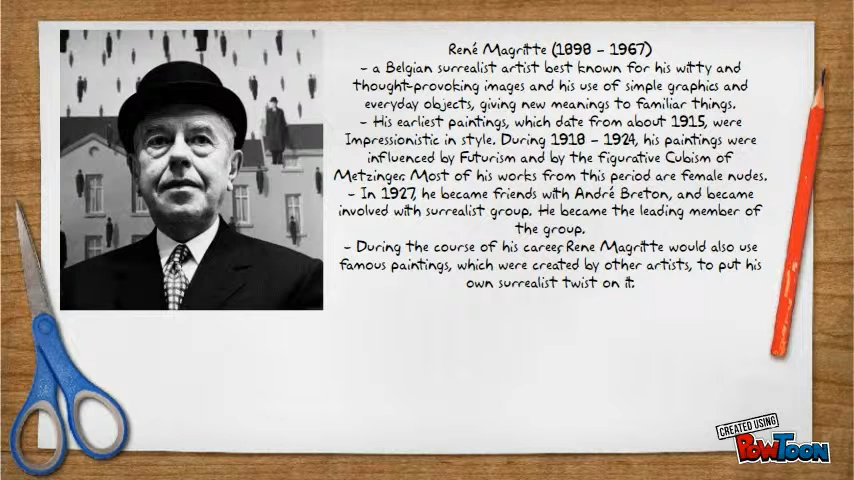 René Magritte (1898 - 1967)
- a Belgian surrealist artist best known for his witty and
thought-provoking images and his use of simple graphics and
everyday objects, giving new meanings to familiar things.
- His earliest paintings, which date from about 1915, were
Impressionistic in style. During 1918 - 1924, his paintings were
influenced by Futurism and by the figurative Cubism of
Metzinger. Most of his works from this period are female nudes.
- In 1927, he became friends with André Breton, and became
involved with surrealist group. He became the leading member of
the group.
- During the course of his career, Rene Magritte would also use
famous paintings, which were created by other artists, to put his
own surrealist twist on it.
CREATED USING
POWTOON